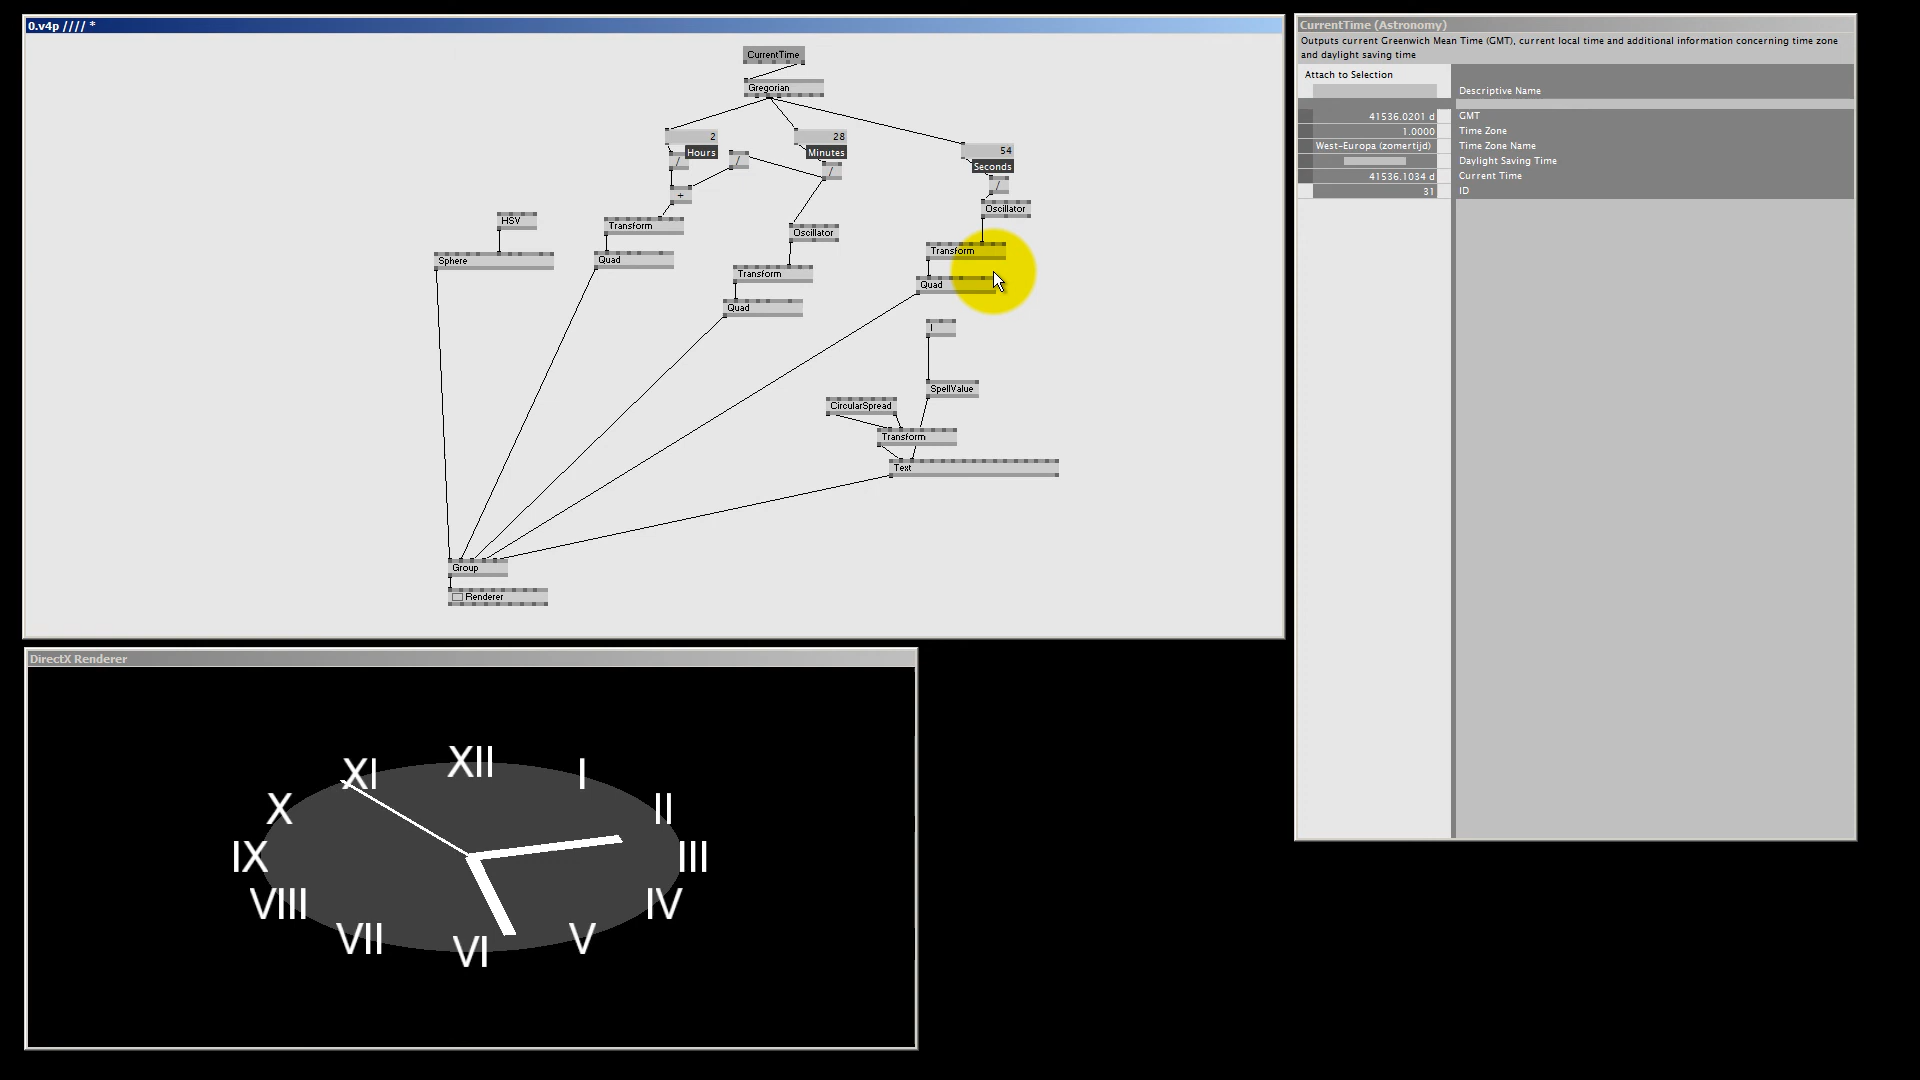 0.v4p //// *
CurrentTime
Gregorian
2
28
54
Hours
Minutes
Seconds
/
/
/
/
+
HSV
Transform
Oscillator
Oscillator
Sphere
Quad
Transform
Transform
Quad
Quad
I
SpellValue
CircularSpread
Transform
Text
Group
Renderer
DirectX Renderer
XII
XI
I
X
II
IX
III
VIII
IV
VII
V
VI
CurrentTime (Astronomy)
Outputs current Greenwich Mean Time (GMT), current local time and additional information concerning time zone
and daylight saving time
Attach to Selection
Descriptive Name
41536.0201 d GMT
1.0000 Time Zone
West-Europa (zomertijd) Time Zone Name
Daylight Saving Time
41536.1034 d Current Time
31 ID